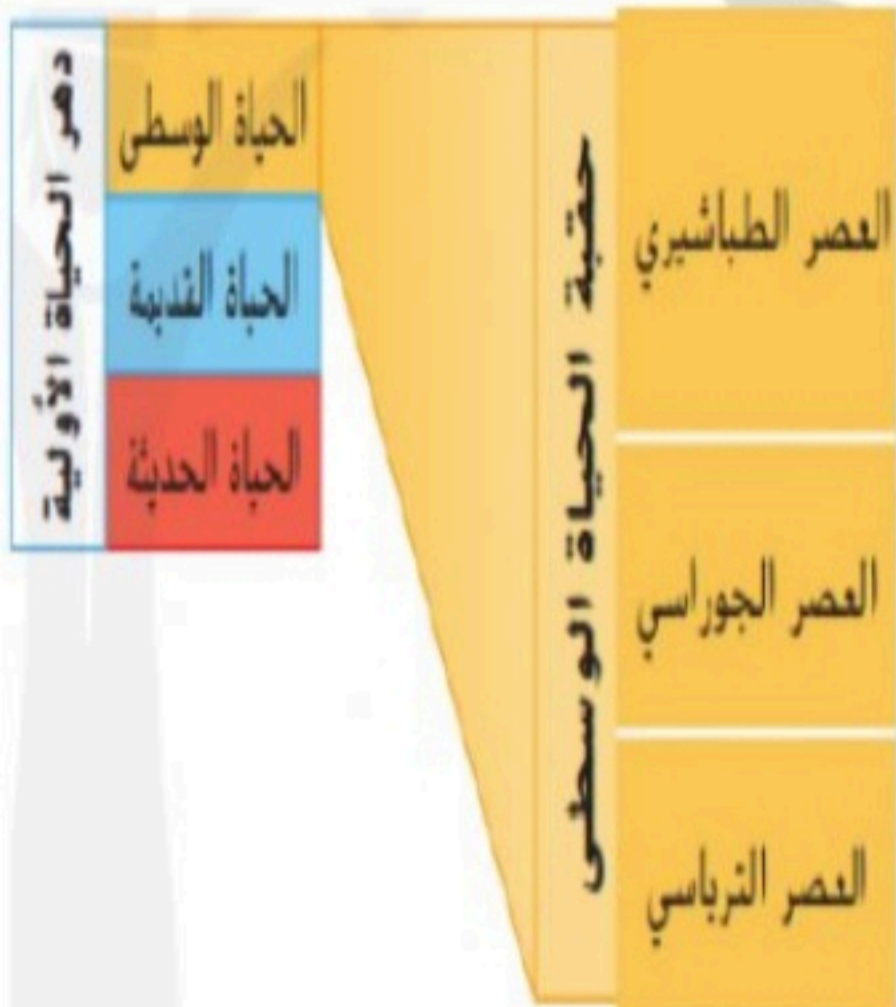 دهر الحياة الأولية
الحياة الوسطى
الحياة القديمة
الحياة الحديثة
حقبة الحياة الوسطى
العصر الطباشيري
العصر الجوراسي
العصر الترياسي